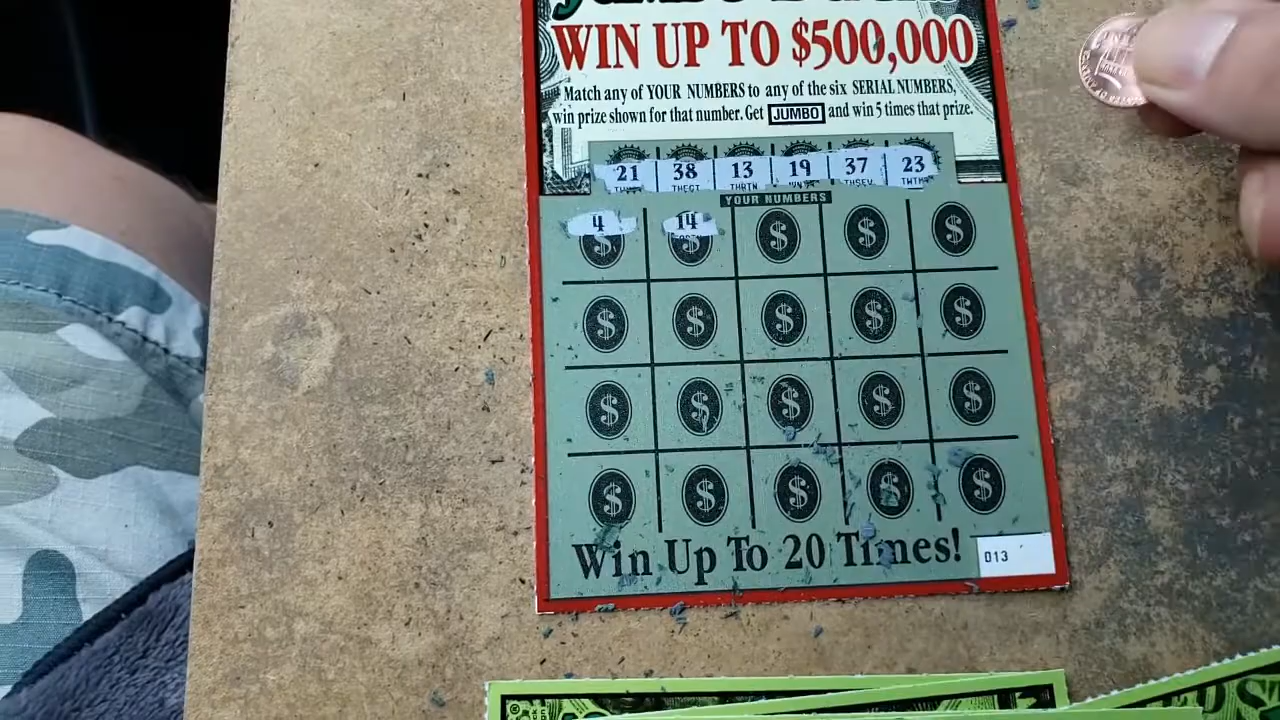 WIN UP TO $500,000
Match any of YOUR NUMBERS to any of the six SERIAL NUMBERS,
win prize shown for that number. Get JUMBO and win 5 times that prize.
21 38 13 19 37 23
THRTN THSEV
YOUR NUMBERS
4 14
$ $ $ $ $
$ $ $ $ $
$ $ $ $ $
$ $ $ $ $
Win Up To 20 Times!
013